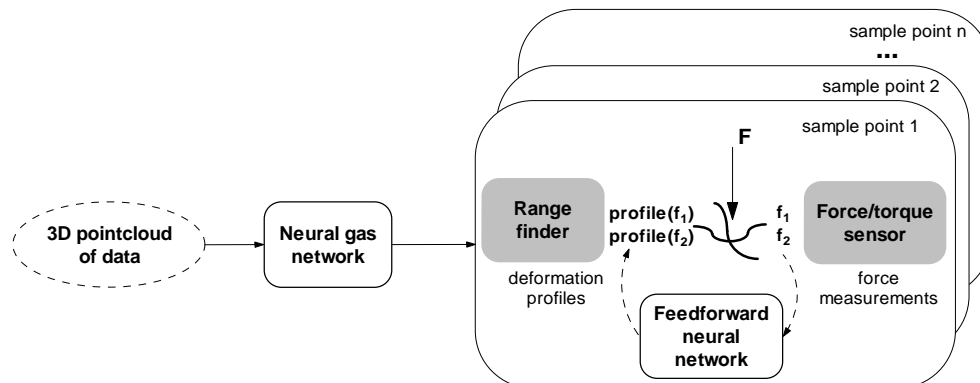 sample point n
...
sample point 2
sample point 1
F
3D pointcloud
of data
Neural gas
network
Range
finder
profile(f₁)
profile(f₂)
f₁
f₂
Force/torque
sensor
deformation
profiles
force
measurements
Feedforward
neural
network